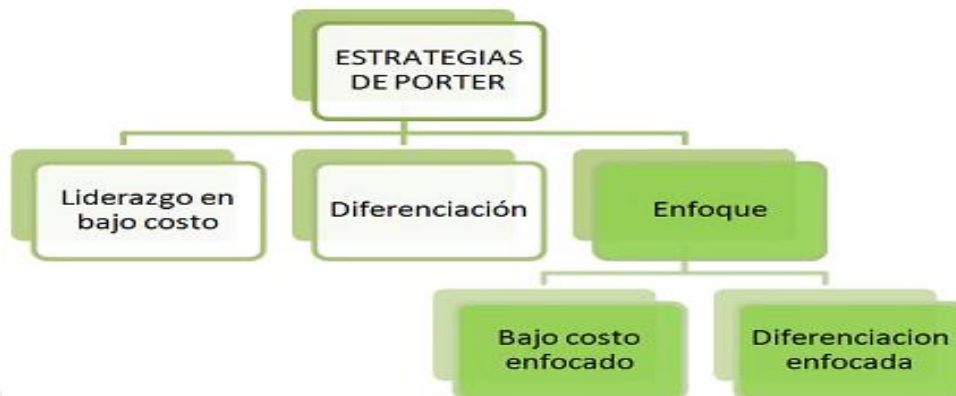 ESTRATEGIAS
DE PORTER
Liderazgo en
bajo costo
Diferenciación
Enfoque
Bajo costo
enfocado
Diferenciacion
enfocada